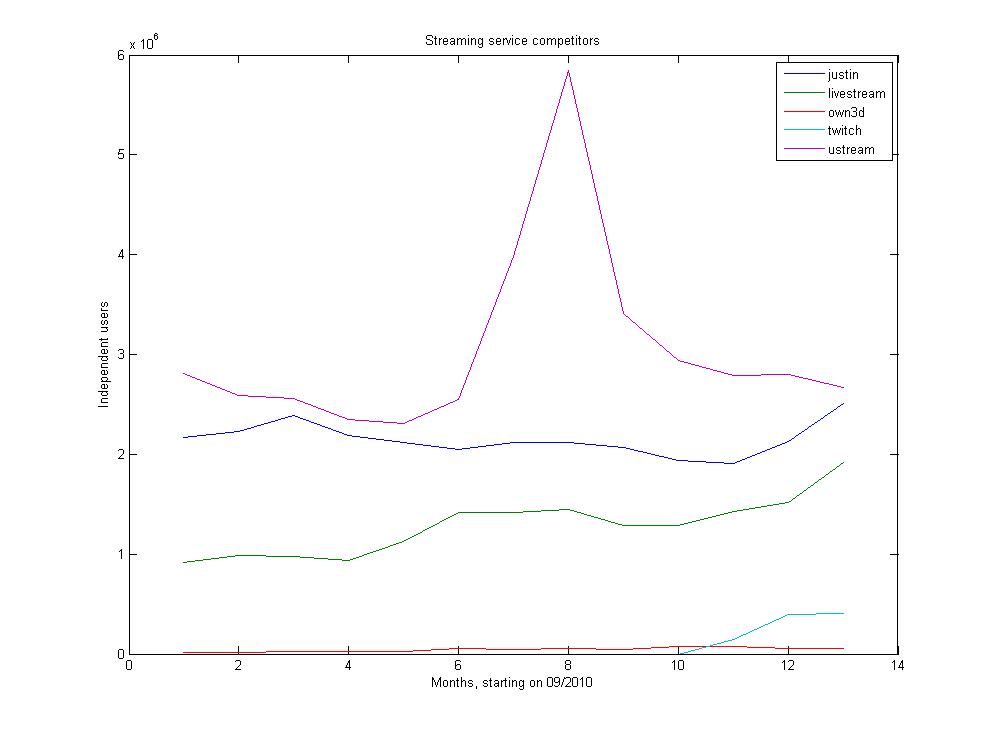 Streaming service competitors
x 10^6
6
5
4
3
2
1
0
Independent users
justin
livestream
own3d
twitch
ustream
0 2 4 6 8 10 12 14
Months, starting on 09/2010